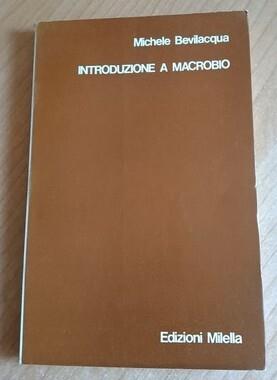 Michele Bevilacqua
INTRODUZIONE A MACROBIO
Edizioni Milella